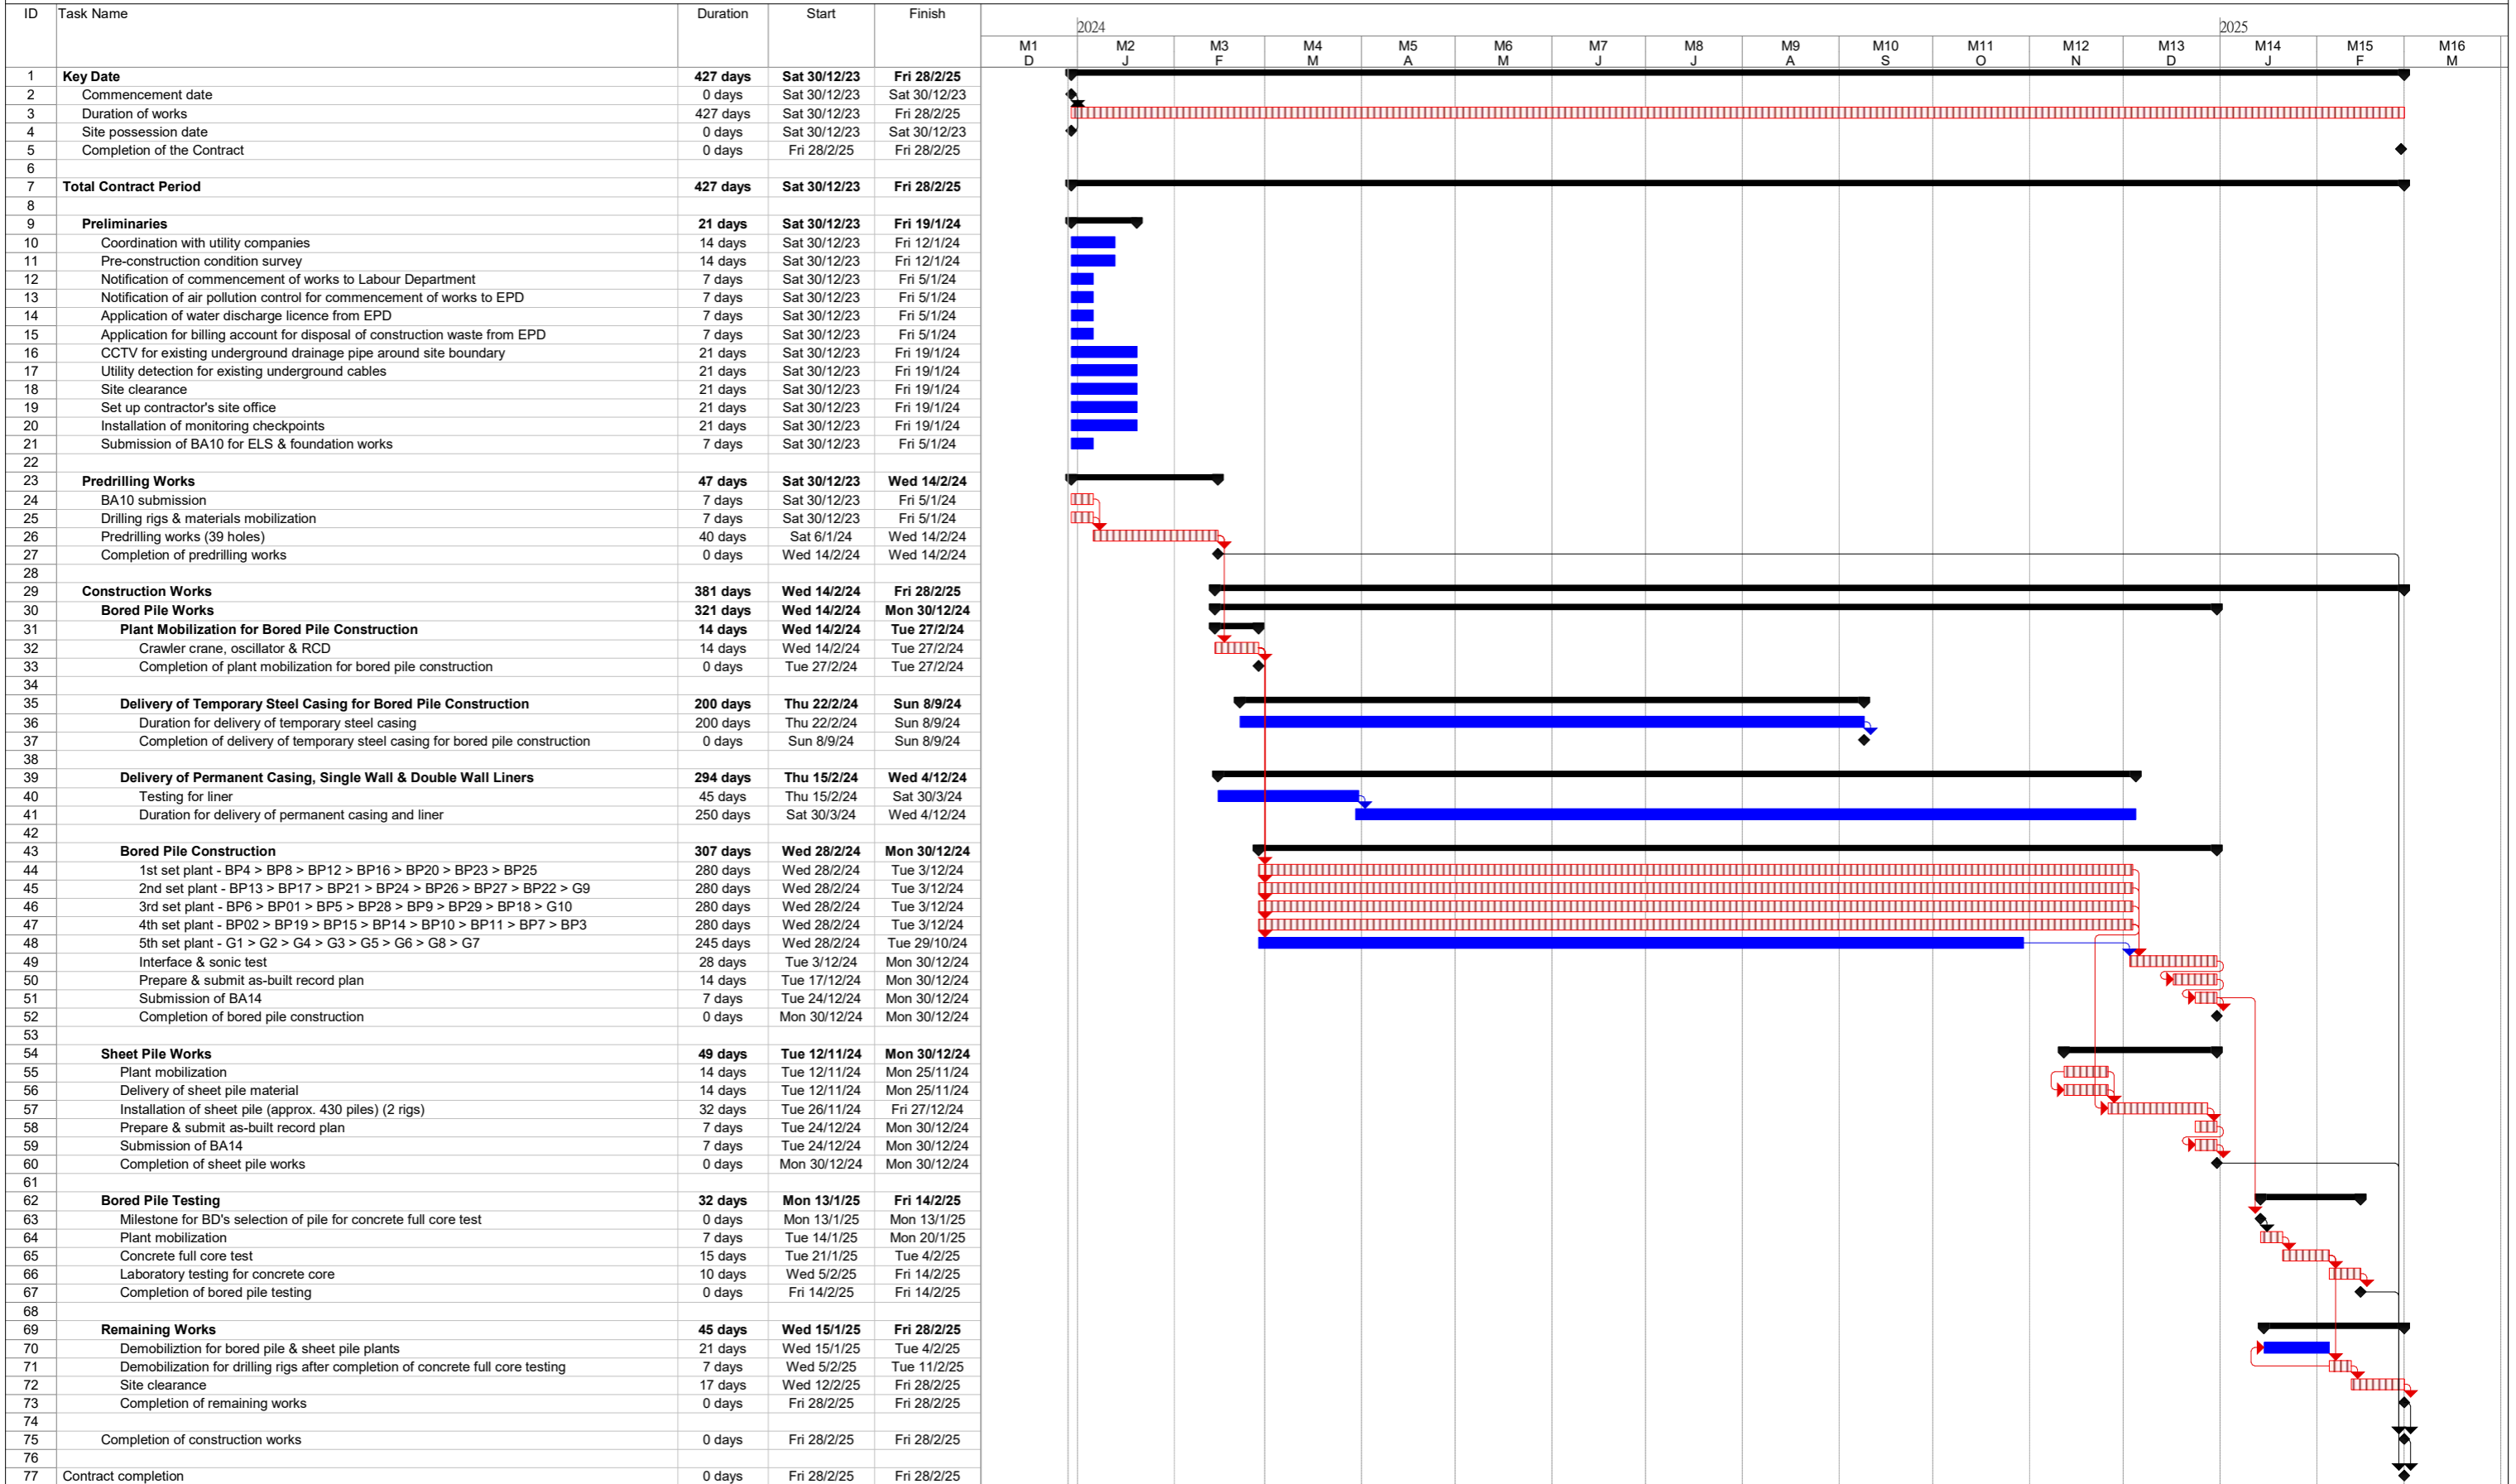 ID Task Name Duration Start Finish
2024 2025
M1 M2 M3 M4 M5 M6 M7 M8 M9 M10 M11 M12 M13 M14 M15 M16
D J F M A M J J A S O N D J F M
1 Key Date 427 days Sat 30/12/23 Fri 28/2/25
2 Commencement date 0 days Sat 30/12/23 Sat 30/12/23
3 Duration of works 427 days Sat 30/12/23 Fri 28/2/25
4 Site possession date 0 days Sat 30/12/23 Sat 30/12/23
5 Completion of the Contract 0 days Fri 28/2/25 Fri 28/2/25
6
7 Total Contract Period 427 days Sat 30/12/23 Fri 28/2/25
8
9 Preliminaries 21 days Sat 30/12/23 Fri 19/1/24
10 Coordination with utility companies 14 days Sat 30/12/23 Fri 12/1/24
11 Pre-construction condition survey 14 days Sat 30/12/23 Fri 12/1/24
12 Notification of commencement of works to Labour Department 7 days Sat 30/12/23 Fri 5/1/24
13 Notification of air pollution control for commencement of works to EPD 7 days Sat 30/12/23 Fri 5/1/24
14 Application of water discharge licence from EPD 7 days Sat 30/12/23 Fri 5/1/24
15 Application for billing account for disposal of construction waste from EPD 7 days Sat 30/12/23 Fri 5/1/24
16 CCTV for existing underground drainage pipe around site boundary 21 days Sat 30/12/23 Fri 19/1/24
17 Utility detection for existing underground cables 21 days Sat 30/12/23 Fri 19/1/24
18 Site clearance 21 days Sat 30/12/23 Fri 19/1/24
19 Set up contractor's site office 21 days Sat 30/12/23 Fri 19/1/24
20 Installation of monitoring checkpoints 21 days Sat 30/12/23 Fri 19/1/24
21 Submission of BA10 for ELS & foundation works 7 days Sat 30/12/23 Fri 5/1/24
22
23 Predrilling Works 47 days Sat 30/12/23 Wed 14/2/24
24 BA10 submission 7 days Sat 30/12/23 Fri 5/1/24
25 Drilling rigs & materials mobilization 7 days Sat 30/12/23 Fri 5/1/24
26 Predrilling works (39 holes) 40 days Sat 6/1/24 Wed 14/2/24
27 Completion of predrilling works 0 days Wed 14/2/24 Wed 14/2/24
28
29 Construction Works 381 days Wed 14/2/24 Fri 28/2/25
30 Bored Pile Works 321 days Wed 14/2/24 Mon 30/12/24
31 Plant Mobilization for Bored Pile Construction 14 days Wed 14/2/24 Tue 27/2/24
32 Crawler crane, oscillator & RCD 14 days Wed 14/2/24 Tue 27/2/24
33 Completion of plant mobilization for bored pile construction 0 days Tue 27/2/24 Tue 27/2/24
34
35 Delivery of Temporary Steel Casing for Bored Pile Construction 200 days Thu 22/2/24 Sun 8/9/24
36 Duration for delivery of temporary steel casing 200 days Thu 22/2/24 Sun 8/9/24
37 Completion of delivery of temporary steel casing for bored pile construction 0 days Sun 8/9/24 Sun 8/9/24
38
39 Delivery of Permanent Casing, Single Wall & Double Wall Liners 294 days Thu 15/2/24 Wed 4/12/24
40 Testing for liner 45 days Thu 15/2/24 Sat 30/3/24
41 Duration for delivery of permanent casing and liner 250 days Sat 30/3/24 Wed 4/12/24
42
43 Bored Pile Construction 307 days Wed 28/2/24 Mon 30/12/24
44 1st set plant - BP4 > BP8 > BP12 > BP16 > BP20 > BP23 > BP25 280 days Wed 28/2/24 Tue 3/12/24
45 2nd set plant - BP13 > BP17 > BP21 > BP24 > BP26 > BP27 > BP22 > G9 280 days Wed 28/2/24 Tue 3/12/24
46 3rd set plant - BP6 > BP01 > BP5 > BP28 > BP9 > BP29 > BP18 > G10 280 days Wed 28/2/24 Tue 3/12/24
47 4th set plant - BP02 > BP19 > BP15 > BP14 > BP10 > BP11 > BP7 > BP3 280 days Wed 28/2/24 Tue 3/12/24
48 5th set plant - G1 > G2 > G4 > G3 > G5 > G6 > G8 > G7 245 days Wed 28/2/24 Tue 29/10/24
49 Interface & sonic test 28 days Tue 3/12/24 Mon 30/12/24
50 Prepare & submit as-built record plan 14 days Tue 17/12/24 Mon 30/12/24
51 Submission of BA14 7 days Tue 24/12/24 Mon 30/12/24
52 Completion of bored pile construction 0 days Mon 30/12/24 Mon 30/12/24
53
54 Sheet Pile Works 49 days Tue 12/11/24 Mon 30/12/24
55 Plant mobilization 14 days Tue 12/11/24 Mon 25/11/24
56 Delivery of sheet pile material 14 days Tue 12/11/24 Mon 25/11/24
57 Installation of sheet pile (approx. 430 piles) (2 rigs) 32 days Tue 26/11/24 Fri 27/12/24
58 Prepare & submit as-built record plan 7 days Tue 24/12/24 Mon 30/12/24
59 Submission of BA14 7 days Tue 24/12/24 Mon 30/12/24
60 Completion of sheet pile works 0 days Mon 30/12/24 Mon 30/12/24
61
62 Bored Pile Testing 32 days Mon 13/1/25 Fri 14/2/25
63 Milestone for BD's selection of pile for concrete full core test 0 days Mon 13/1/25 Mon 13/1/25
64 Plant mobilization 7 days Tue 14/1/25 Mon 20/1/25
65 Concrete full core test 15 days Tue 21/1/25 Tue 4/2/25
66 Laboratory testing for concrete core 10 days Wed 5/2/25 Fri 14/2/25
67 Completion of bored pile testing 0 days Fri 14/2/25 Fri 14/2/25
68
69 Remaining Works 45 days Wed 15/1/25 Fri 28/2/25
70 Demobiliztion for bored pile & sheet pile plants 21 days Wed 15/1/25 Tue 4/2/25
71 Demobilization for drilling rigs after completion of concrete full core testing 7 days Wed 5/2/25 Tue 11/2/25
72 Site clearance 17 days Wed 12/2/25 Fri 28/2/25
73 Completion of remaining works 0 days Fri 28/2/25 Fri 28/2/25
74
75 Completion of construction works 0 days Fri 28/2/25 Fri 28/2/25
76
77 Contract completion 0 days Fri 28/2/25 Fri 28/2/25